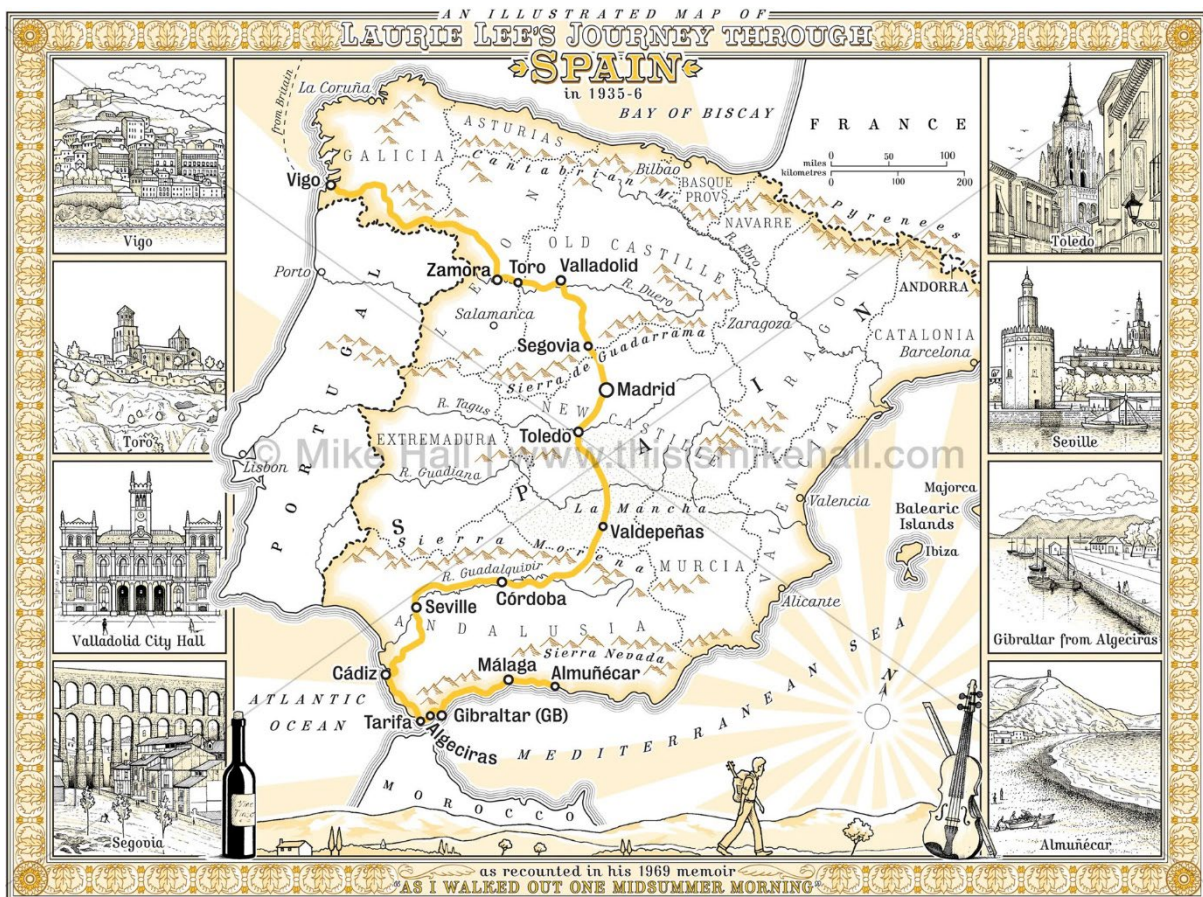 AN ILLUSTRATED MAP OF
LAURIE LEE'S JOURNEY THROUGH
SPAIN
in 1935-6
Vigo
Toro
Valladolid City Hall
Segovia
from Britain
La Coruña
BAY OF BISCAY
FRANCE
miles 0 50 100
kilometres 0 100 200
ASTURIAS
GALICIA
Cantabrian Mts
Bilbao
BASQUE
PROVS
NAVARRE
Pyrenees
Vigo
R. Ebro
ANDORRA
Porto
Zamora
Toro
Valladolid
OLD CASTILLE
LEON
R. Duero
Salamanca
Zaragoza
ARAGON
CATALONIA
Barcelona
Segovia
Sierra de Guadarrama
Madrid
PORTUGAL
R. Tagus
NEW CASTILLE
Toledo
EXTREMADURA
© Mike Hall www.thisismikehall.com
Lisbon
R. Guadiana
SPAIN
La Mancha
Valencia
VALENCIA
Majorca
Balearic
Islands
Ibiza
Valdepeñas
Sierra Morena
MURCIA
R. Guadalquivir
Córdoba
Alicante
Seville
ANDALUSIA
Sierra Nevada
Málaga
Almuñécar
Cádiz
ATLANTIC
OCEAN
Tarifa
Algeciras
Gibraltar (GB)
MEDITERRANEAN SEA
N
MOROCCO
Toledo
Seville
Gibraltar from Algeciras
Almuñécar
as recounted in his 1969 memoir
"AS I WALKED OUT ONE MIDSUMMER MORNING"